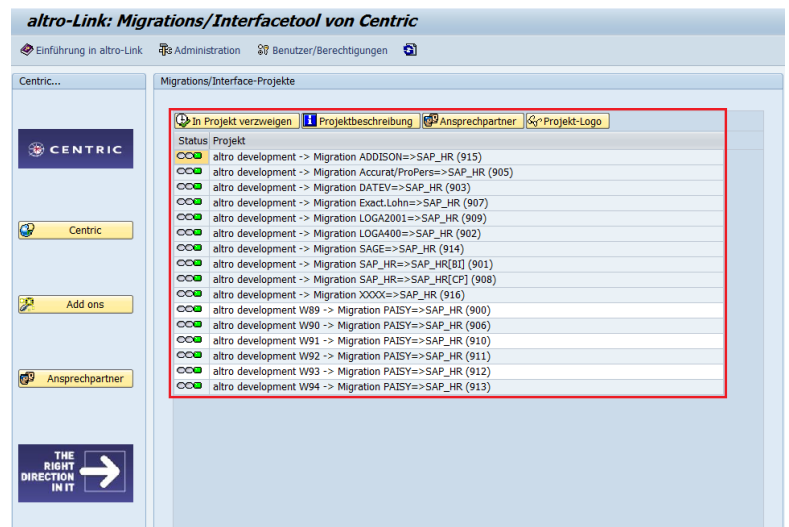 altro-Link: Migrations/Interfacetool von Centric
Einführung in altro-Link Administration Benutzer/Berechtigungen
Centric...
Migrations/Interface-Projekte
In Projekt verzweigen Projektbeschreibung Ansprechpartner Projekt-Logo
Status Projekt
altro development -> Migration ADDISON=>SAP_HR (915)
altro development -> Migration Accurat/ProPers=>SAP_HR (905)
altro development -> Migration DATEV=>SAP_HR (903)
altro development -> Migration Exact.Lohn=>SAP_HR (907)
altro development -> Migration LOGA2001=>SAP_HR (909)
altro development -> Migration LOGA400=>SAP_HR (902)
altro development -> Migration SAGE=>SAP_HR (914)
altro development -> Migration SAP_HR=>SAP_HR[BI] (901)
altro development -> Migration SAP_HR=>SAP_HR[CP] (908)
altro development -> Migration XXXX=>SAP_HR (916)
altro development W89 -> Migration PAISY=>SAP_HR (900)
altro development W90 -> Migration PAISY=>SAP_HR (906)
altro development W91 -> Migration PAISY=>SAP_HR (910)
altro development W92 -> Migration PAISY=>SAP_HR (911)
altro development W93 -> Migration PAISY=>SAP_HR (912)
altro development W94 -> Migration PAISY=>SAP_HR (913)
CENTRIC
Centric
Add ons
Ansprechpartner
THE
RIGHT
DIRECTION
IN IT